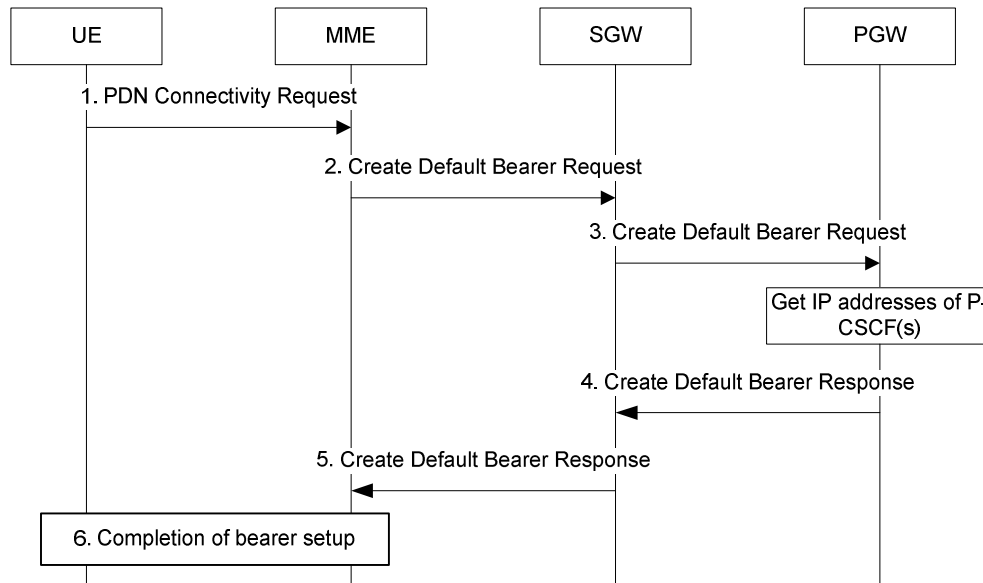 UE
MME
SGW
PGW
1. PDN Connectivity Request
2. Create Default Bearer Request
3. Create Default Bearer Request
Get IP addresses of P-
CSCF(s)
4. Create Default Bearer Response
5. Create Default Bearer Response
6. Completion of bearer setup